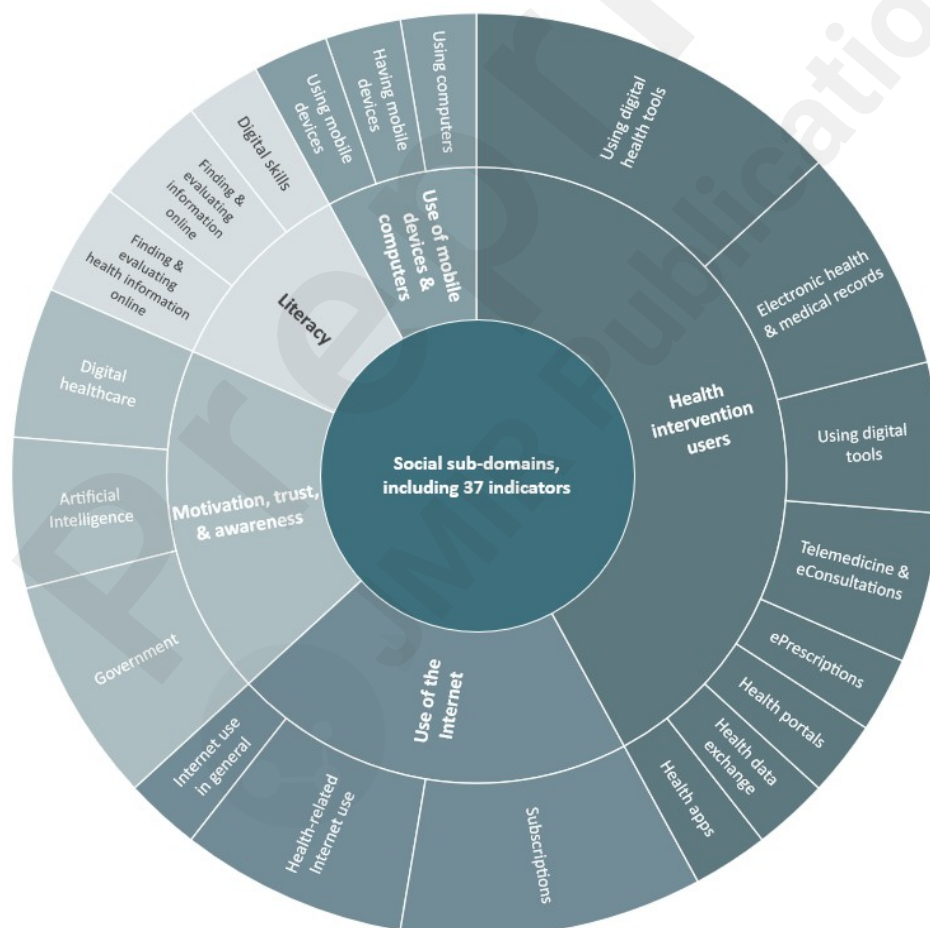 Social sub-domains,
including 37 indicators
Health
intervention
users
Using digital
health tools
Electronic health
& medical records
Using digital
tools
Telemedicine &
eConsultations
ePrescriptions
Health portals
Health data
exchange
Health apps
Use of the
Internet
Subscriptions
Health-related
Internet use
Internet use
in general
Motivation, trust,
& awareness
Government
Artificial
Intelligence
Digital
healthcare
Literacy
Finding &
evaluating
health information
online
Finding &
evaluating
information
online
Digital skills
Use of mobile
devices &
computers
Using mobile
devices
Having mobile
devices
Using computers
Preprint
JMIR Publication